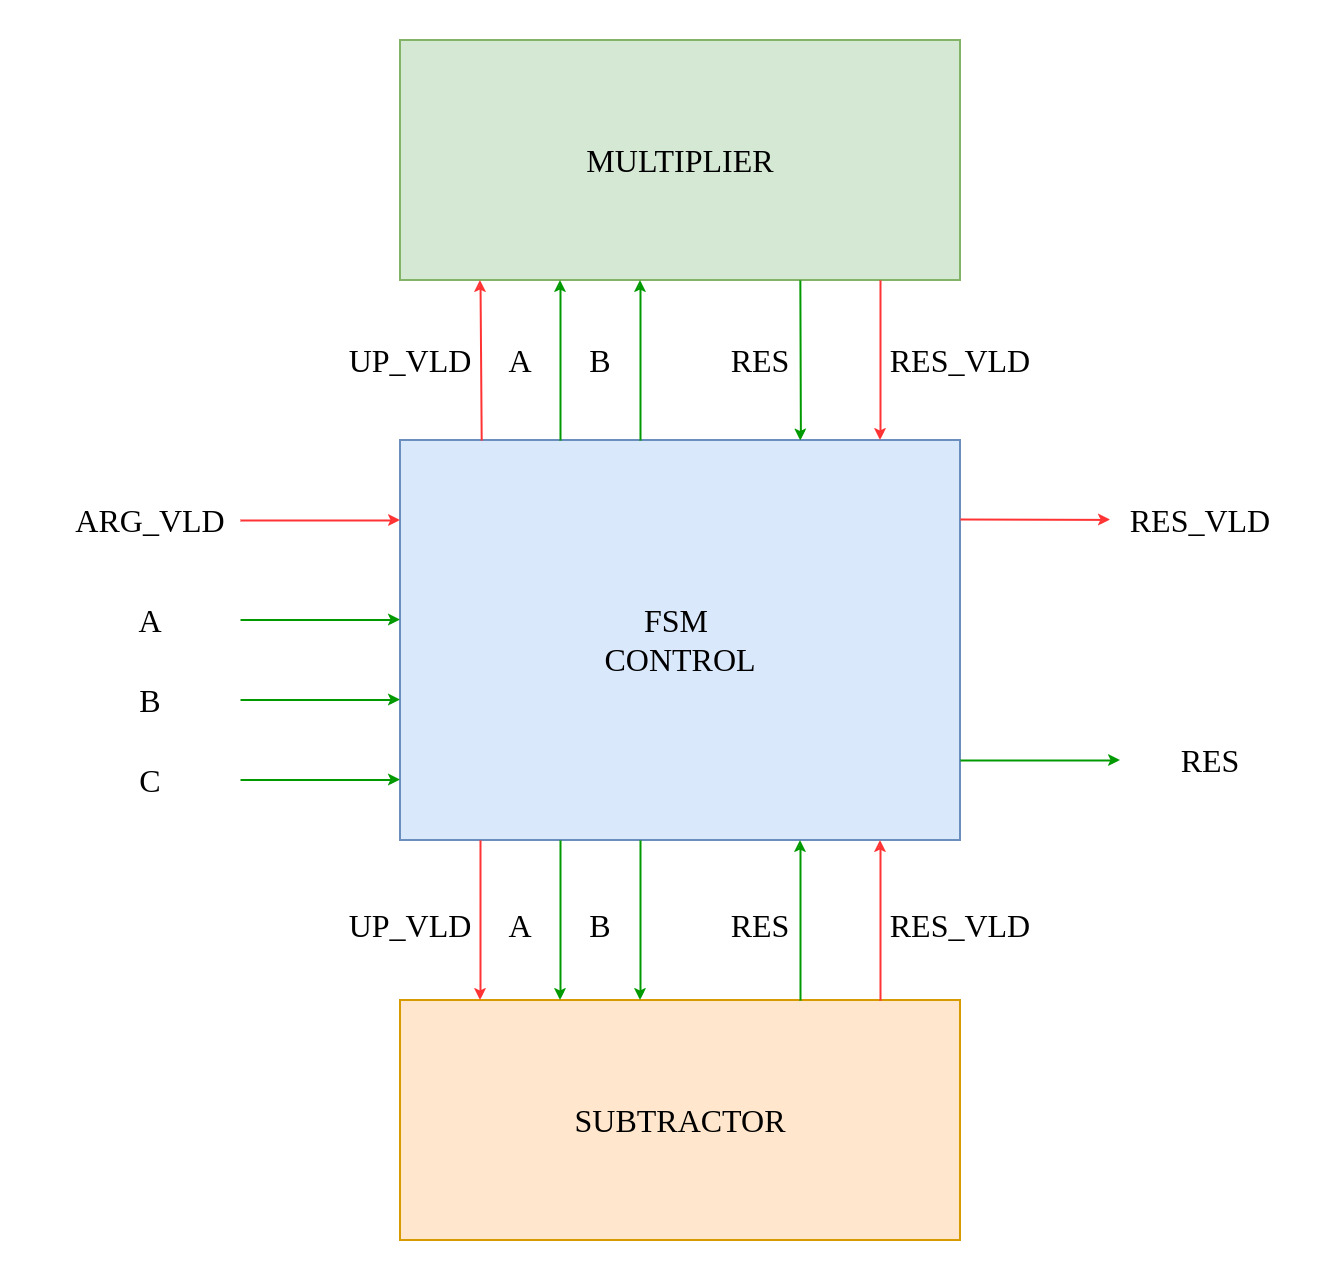 MULTIPLIER
UP_VLD A B RES RES_VLD
ARG_VLD RES_VLD
A
FSM
CONTROL
B
RES
C
UP_VLD A B RES RES_VLD
SUBTRACTOR